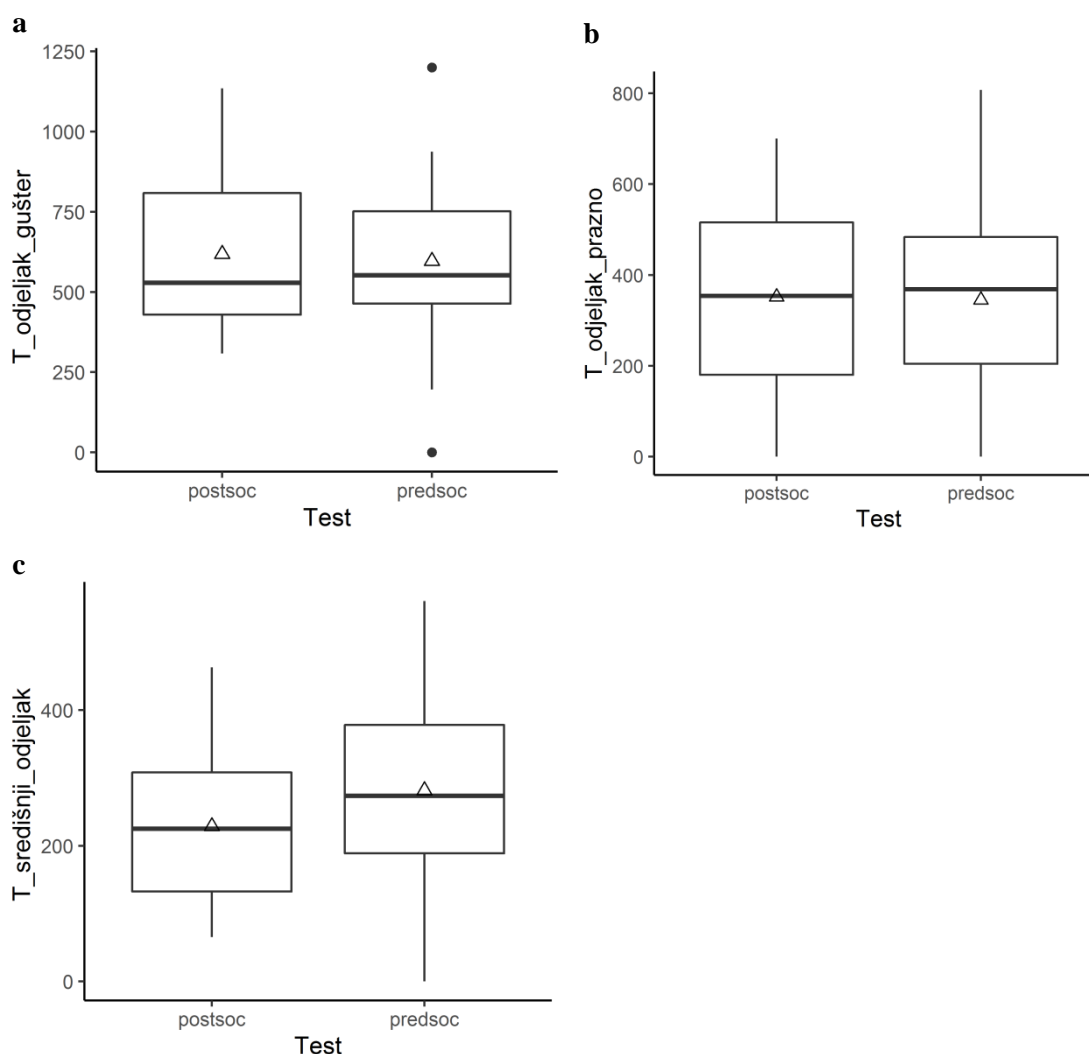 a
1250
1000
750
500
250
0
T_odjeljak_gušter
postsoc
predsoc
Test
b
800
600
400
200
0
T_odjeljak_prazno
postsoc
predsoc
Test
c
400
200
0
T_središnji_odjeljak
postsoc
predsoc
Test